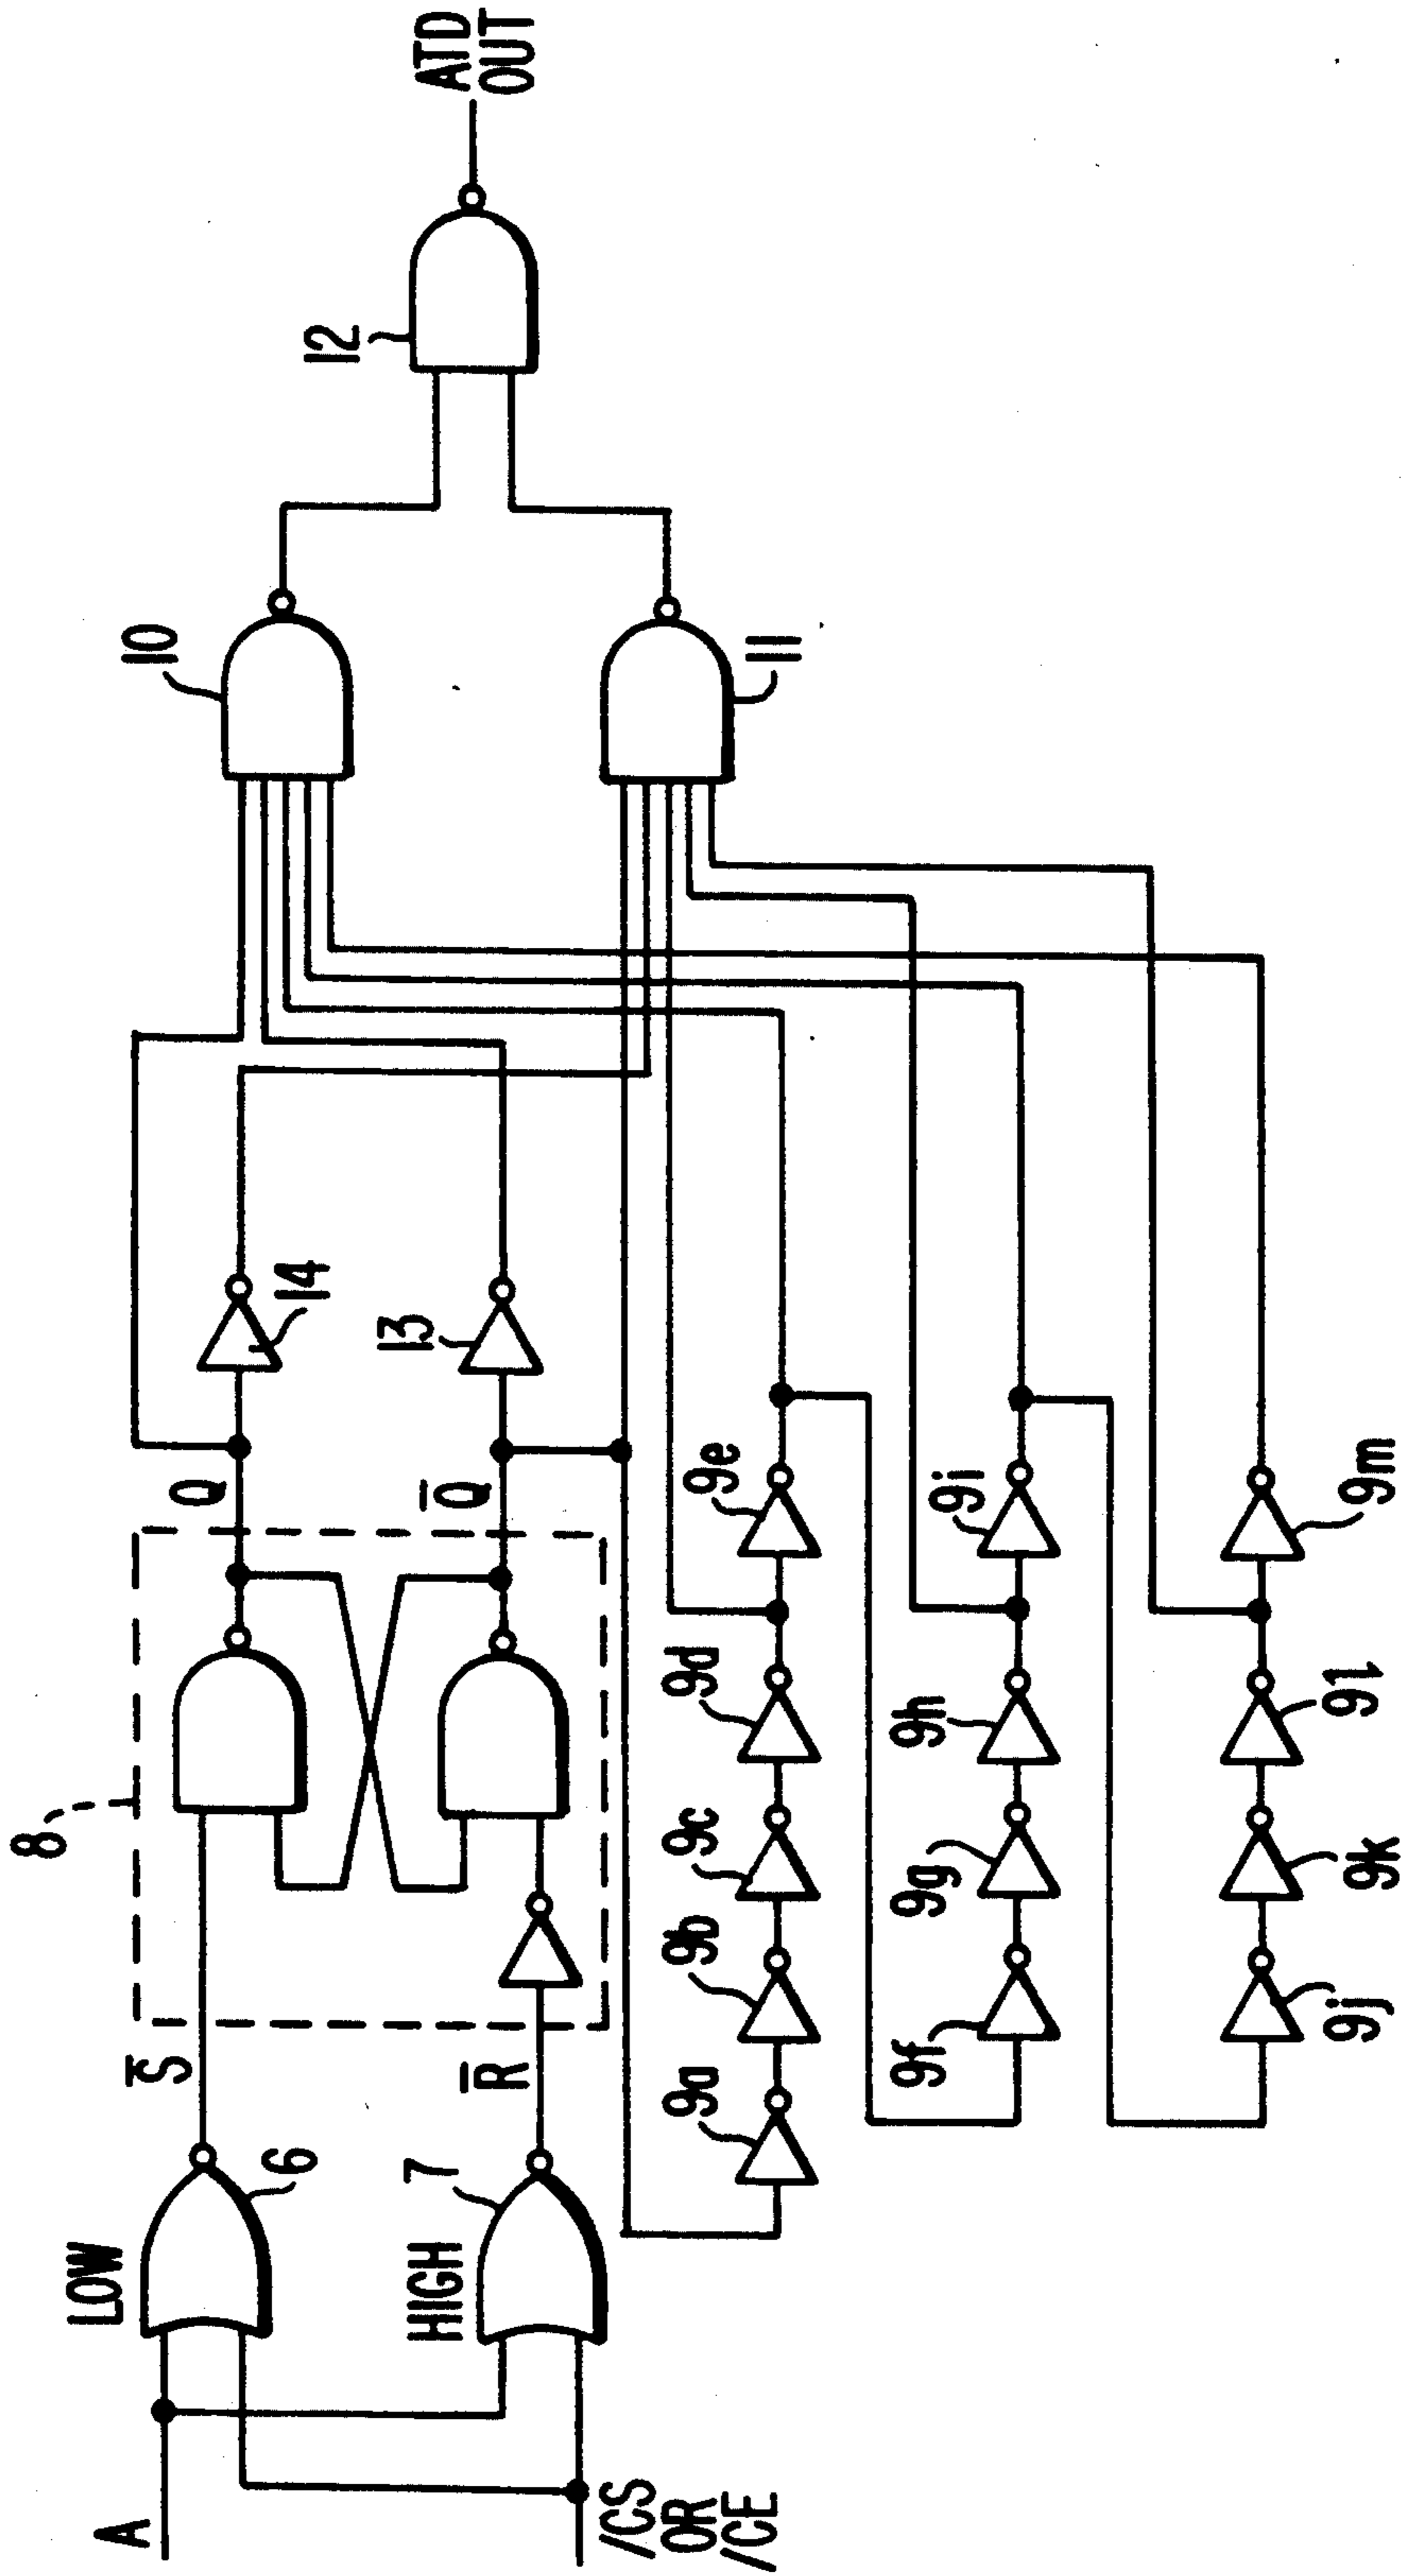 A
/CS
OR
/CE
LOW
6
HIGH
7
S̅
R̅
8
Q
Q̅
14
13
10
11
12
ATD
OUT
9a
9b
9c
9d
9e
9f
9g
9h
9i
9j
9k
9l
9m